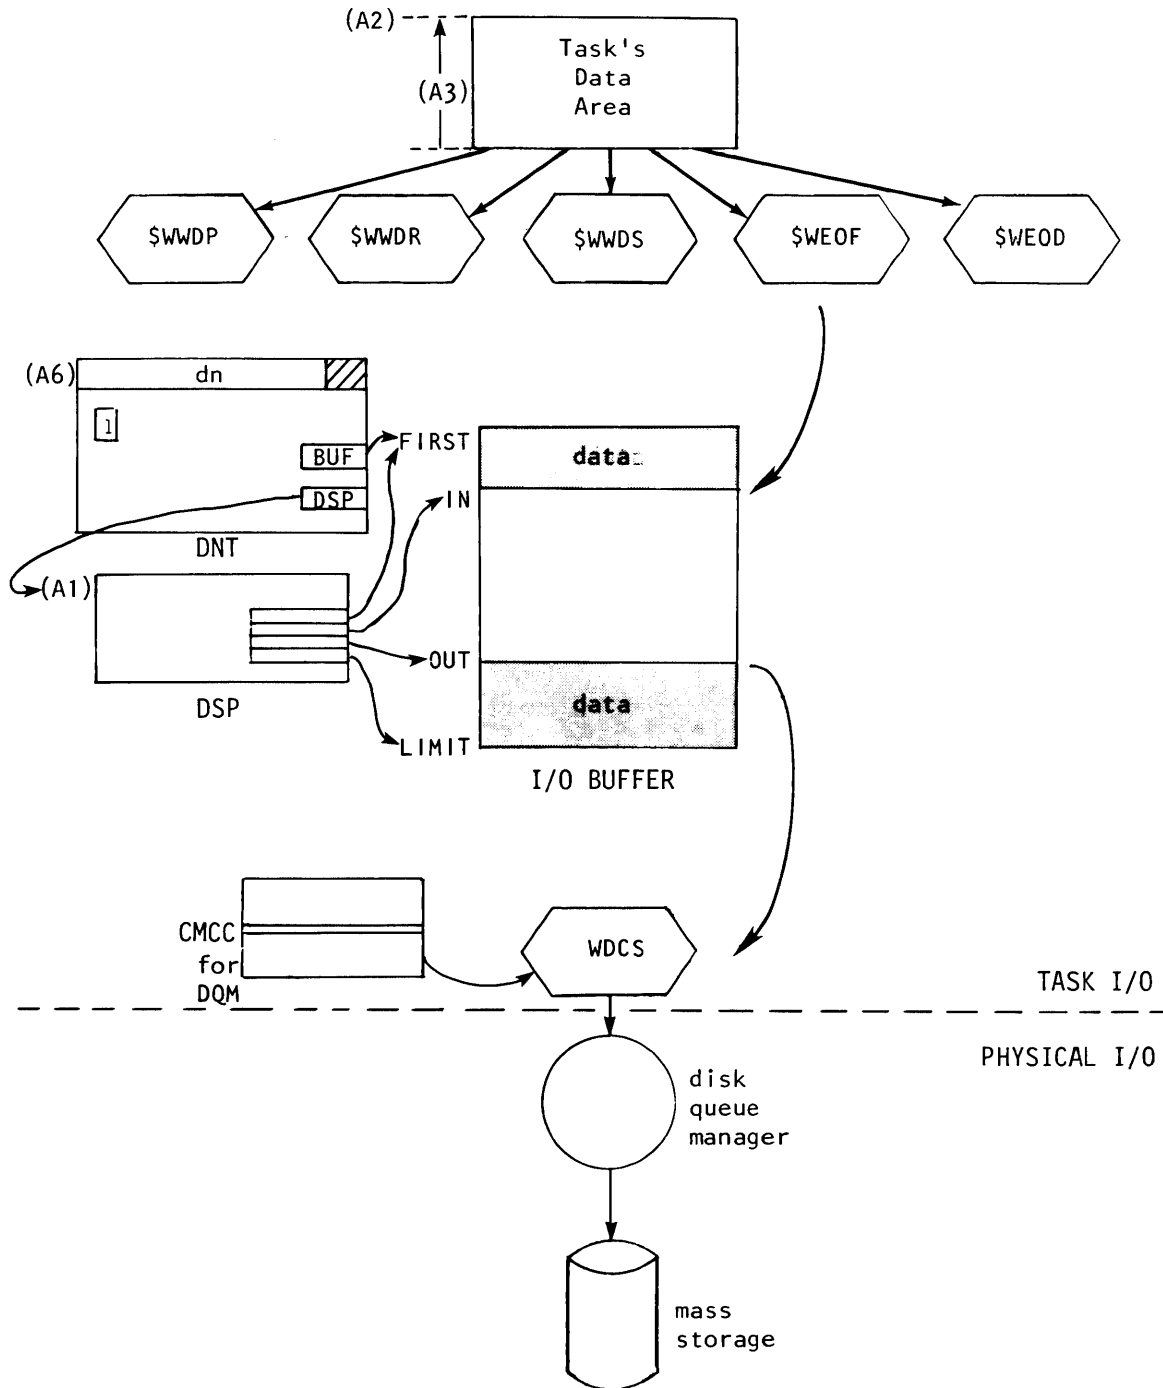 (A2)
Task's
Data
Area
(A3)
$WWDP
$WWDR
$WWDS
$WEOF
$WEOD
(A6)
dn
1
BUF
DSP
DNT
FIRST
IN
data
(A1)
DSP
OUT
LIMIT
data
I/O BUFFER
CMCC
for
DQM
WDCS
TASK I/O
PHYSICAL I/O
disk
queue
manager
mass
storage